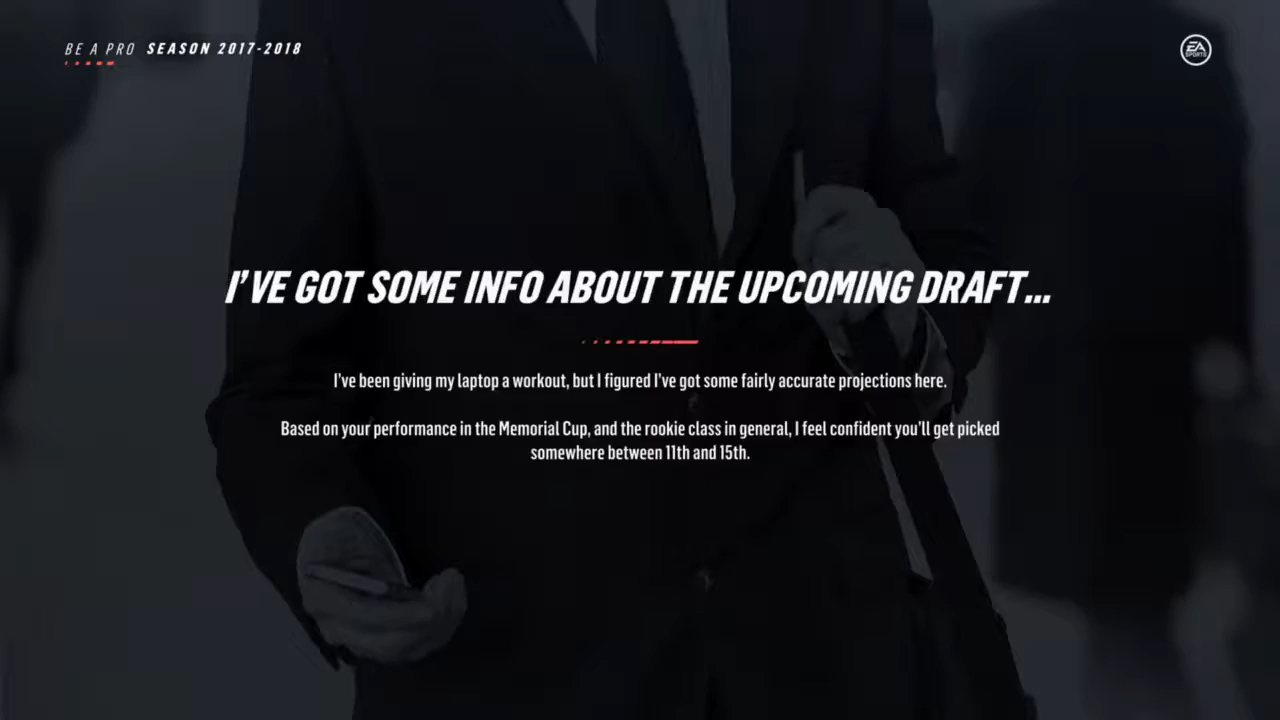 BE A PRO SEASON 2017-2018
EA
SPORTS
I'VE GOT SOME INFO ABOUT THE UPCOMING DRAFT...
I've been giving my laptop a workout, but I figured I've got some fairly accurate projections here.
Based on your performance in the Memorial Cup, and the rookie class in general, I feel confident you'll get picked
somewhere between 11th and 15th.